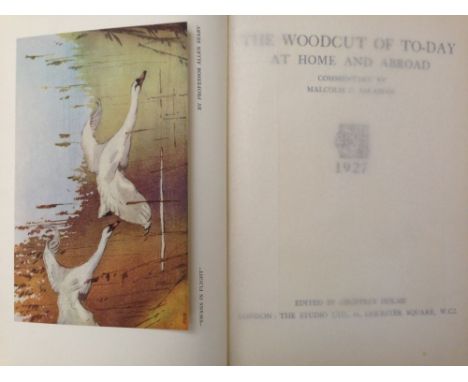 "SWANS IN FLIGHT"
BY PROFESSOR ALLEN SEABY
THE WOODCUT OF TO-DAY
AT HOME AND ABROAD
COMMENTARY BY
MALCOLM C. SALAMAN
1927
EDITED BY GEOFFREY HOLME
LONDON: THE STUDIO LTD., LEICESTER SQUARE, W.C.2